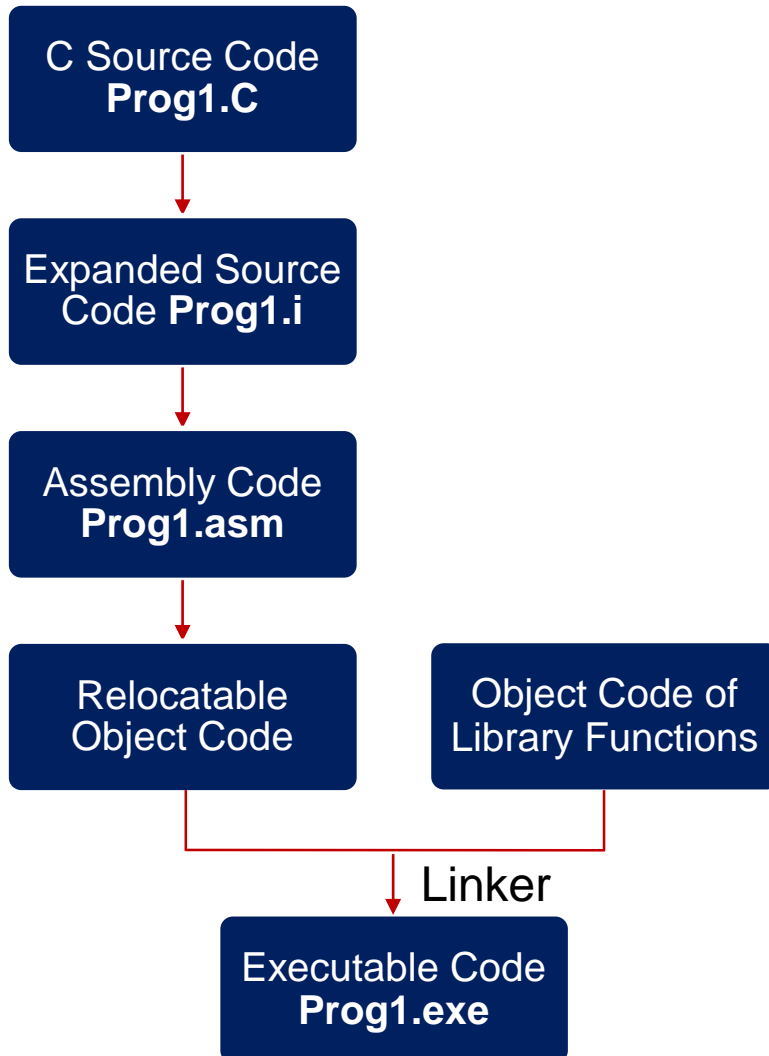 C Source Code
Prog1.C
Expanded Source
Code Prog1.i
Assembly Code
Prog1.asm
Relocatable
Object Code
Object Code of
Library Functions
Linker
Executable Code
Prog1.exe